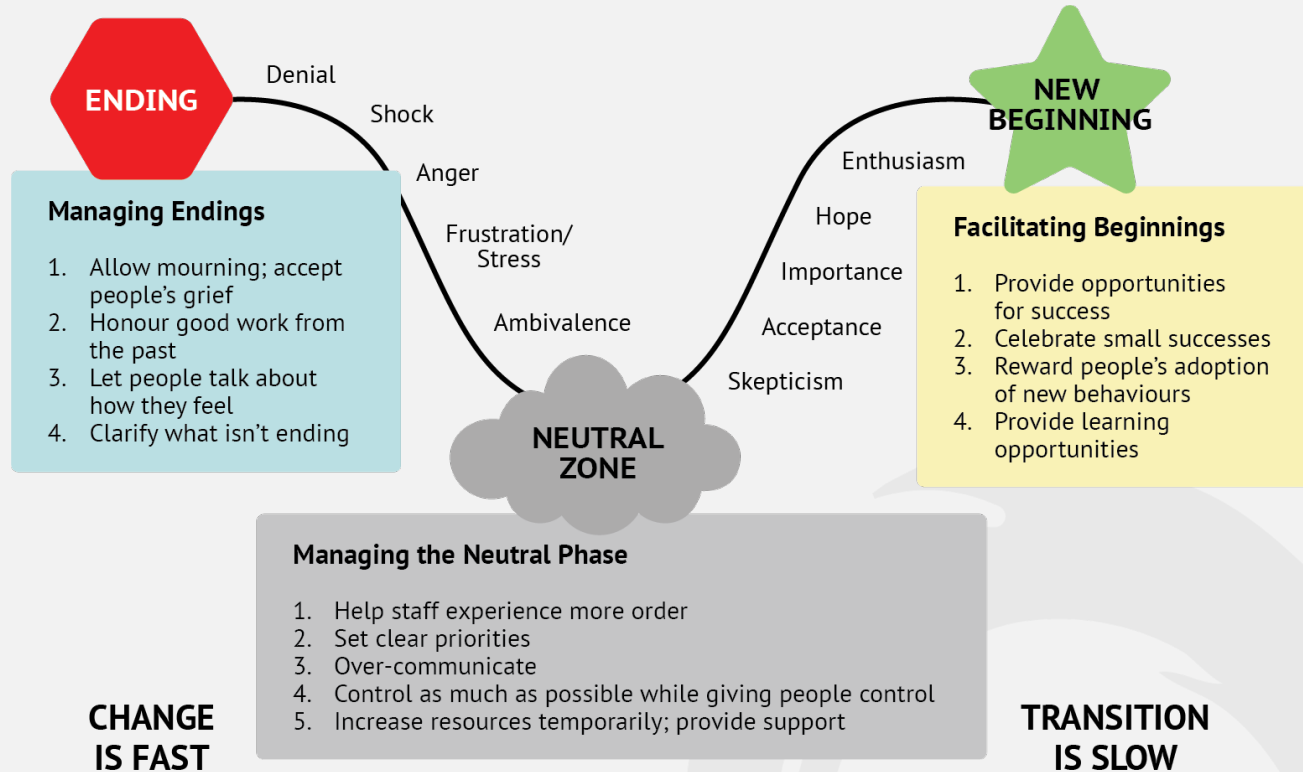 ENDING
Denial
Shock
Anger
Frustration/
Stress
Ambivalence
Managing Endings
1. Allow mourning; accept
people's grief
2. Honour good work from
the past
3. Let people talk about
how they feel
4. Clarify what isn't ending
NEUTRAL
ZONE
Managing the Neutral Phase
1. Help staff experience more order
2. Set clear priorities
3. Over-communicate
4. Control as much as possible while giving people control
5. Increase resources temporarily; provide support
NEW
BEGINNING
Enthusiasm
Hope
Importance
Acceptance
Skepticism
Facilitating Beginnings
1. Provide opportunities
for success
2. Celebrate small successes
3. Reward people's adoption
of new behaviours
4. Provide learning
opportunities
CHANGE
IS FAST
TRANSITION
IS SLOW